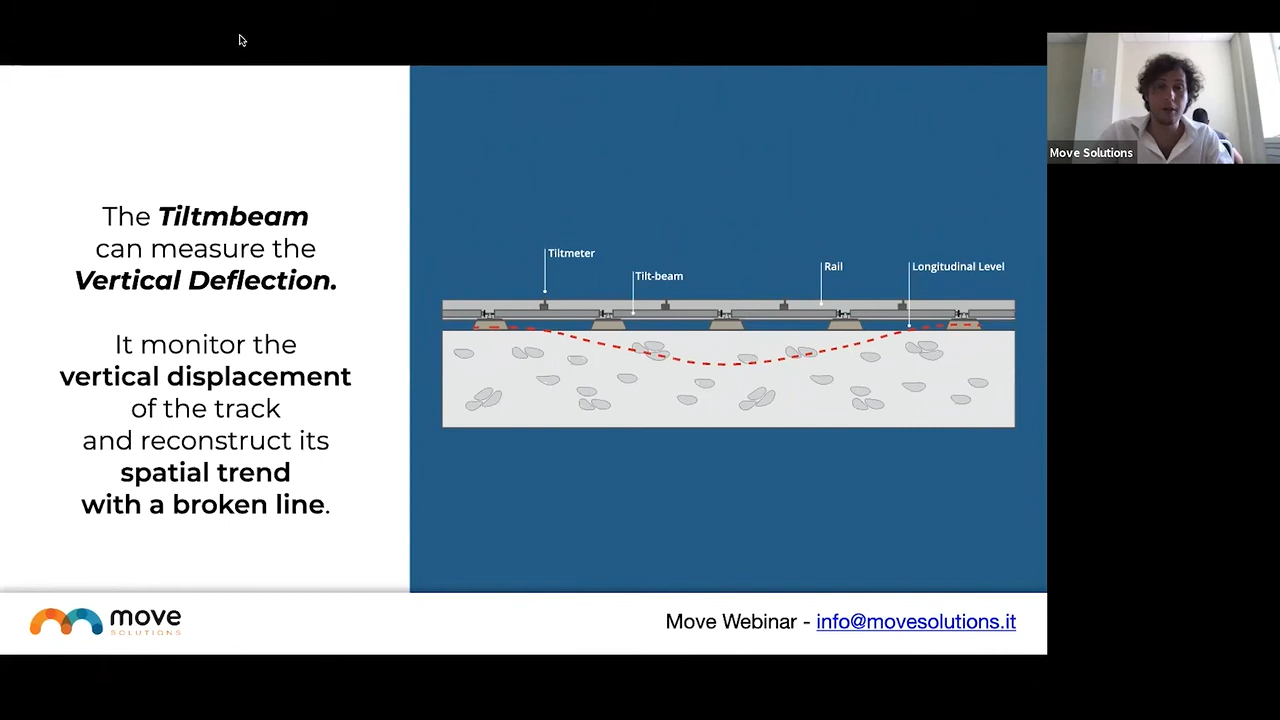 The Tiltmbeam
can measure the
Vertical Deflection.
It monitor the
vertical displacement
of the track
and reconstruct its
spatial trend
with a broken line.
Tiltmeter
Tilt-beam
Rail
Longitudinal Level
Move Solutions
move
SOLUTIONS
Move Webinar - info@movesolutions.it